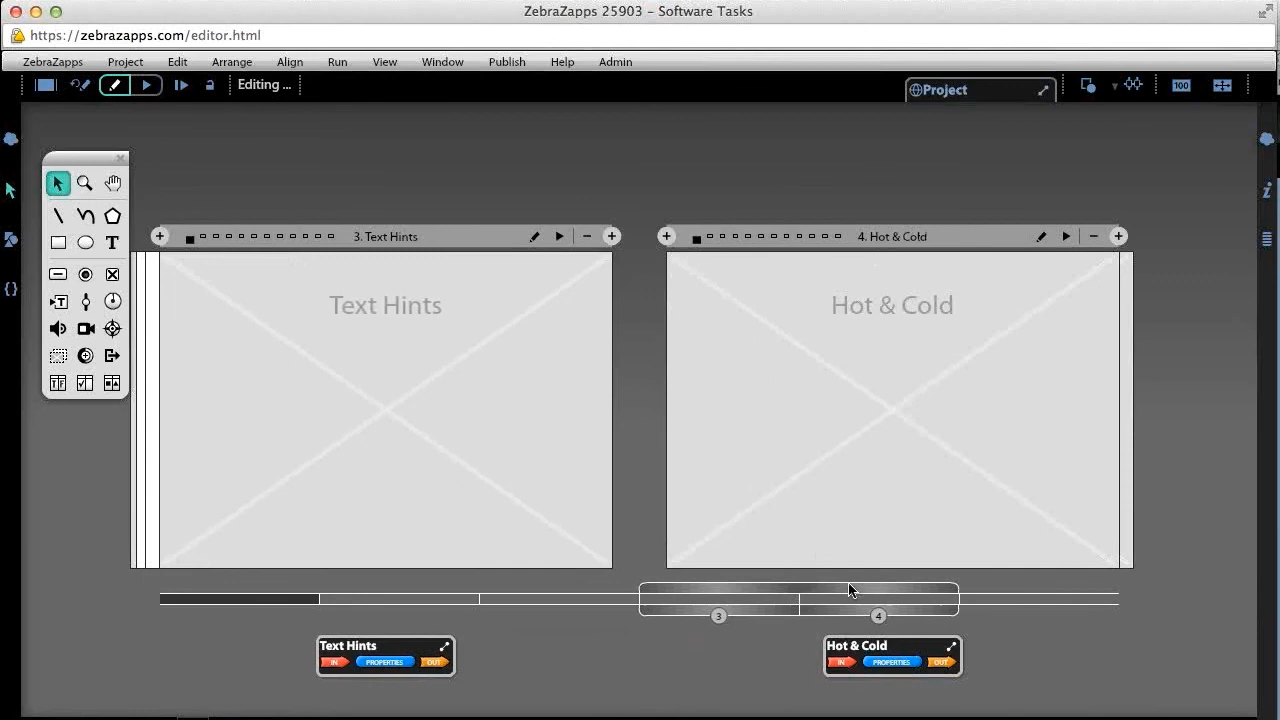 ZebraZapps 25903 – Software Tasks
https://zebrazapps.com/editor.html
ZebraZapps Project Edit Arrange Align Run View Window Publish Help Admin
Editing ...
Project
100
3. Text Hints
4. Hot & Cold
Text Hints
Hot & Cold
3
4
Text Hints
IN PROPERTIES OUT
Hot & Cold
IN PROPERTIES OUT